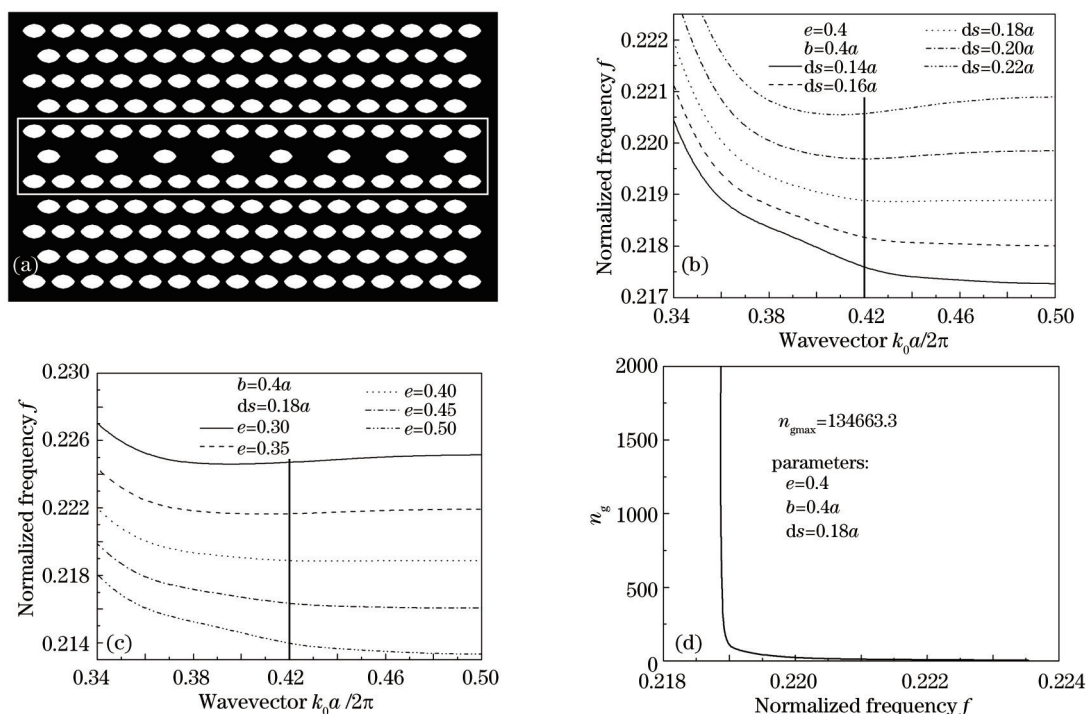 (a)
0.222
0.221
0.220
0.219
0.218
0.217
Normalized frequency f
e=0.4
b=0.4a
ds=0.14a
ds=0.16a
ds=0.18a
ds=0.20a
ds=0.22a
(b)
0.34 0.38 0.42 0.46 0.50
Wavevector k₀a/2π
0.230
0.226
0.222
0.218
0.214
Normalized frequency f
b=0.4a
ds=0.18a
e=0.30
e=0.35
e=0.40
e=0.45
e=0.50
(c)
0.34 0.38 0.42 0.46 0.50
Wavevector k₀a /2π
2000
1500
1000
500
0
n_g
n_gmax=134663.3
parameters:
e=0.4
b=0.4a
ds=0.18a
(d)
0.218 0.220 0.222 0.224
Normalized frequency f